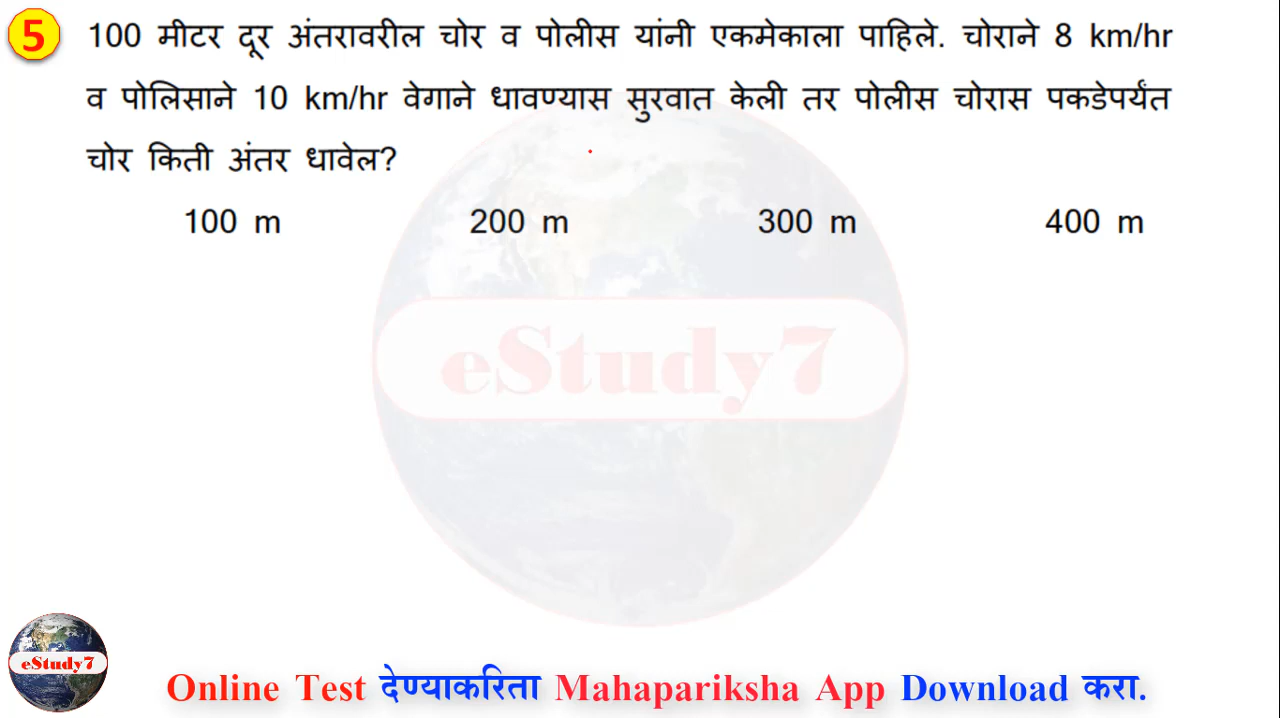 5
100 मीटर दूर अंतरावरील चोर व पोलीस यांनी एकमेकाला पाहिले. चोराने 8 km/hr
व पोलिसाने 10 km/hr वेगाने धावण्यास सुरवात केली तर पोलीस चोरास पकडेपर्यंत
चोर किती अंतर धावेल?
100 m 200 m 300 m 400 m
eStudy7
eStudy7
Online Test देण्याकरिता Mahapariksha App Download करा.